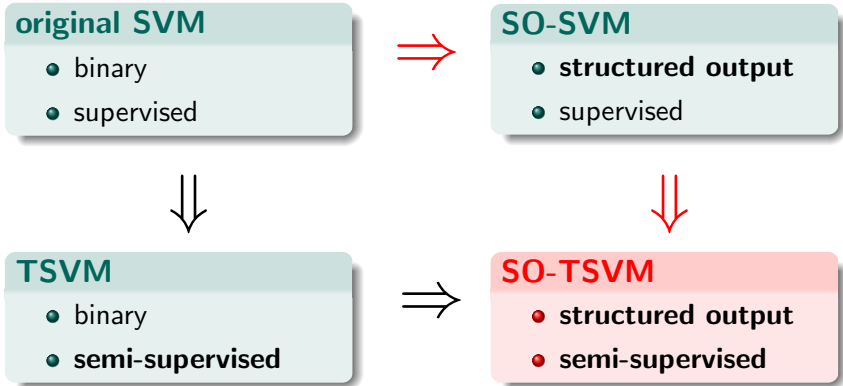 original SVM
binary
supervised
SO-SVM
structured output
supervised
TSVM
binary
semi-supervised
SO-TSVM
structured output
semi-supervised